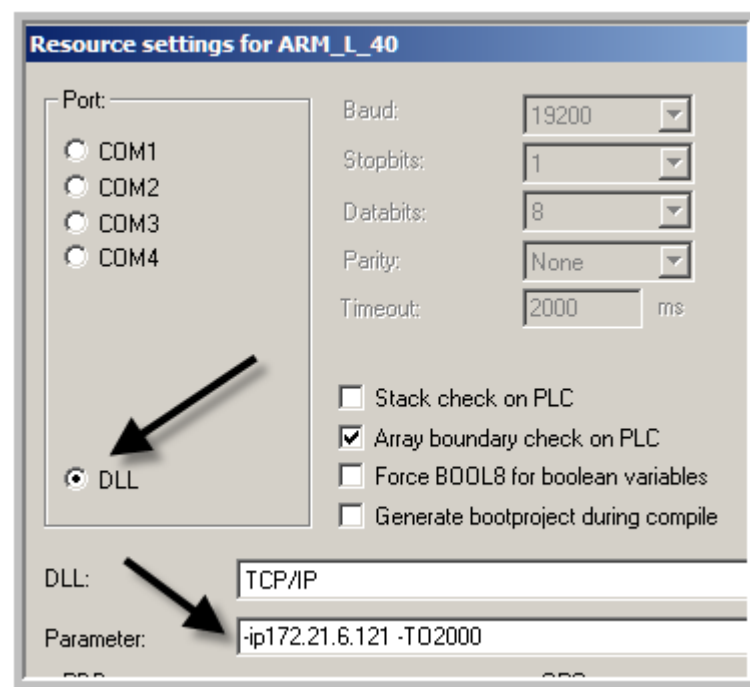 Resource settings for ARM_L_40
Port:
COM1
COM2
COM3
COM4
DLL
Baud: 19200
Stopbits: 1
Databits: 8
Parity: None
Timeout: 2000 ms
Stack check on PLC
Array boundary check on PLC
Force BOOL8 for boolean variables
Generate bootproject during compile
DLL: TCP/IP
Parameter: -ip172.21.6.121 -TO2000